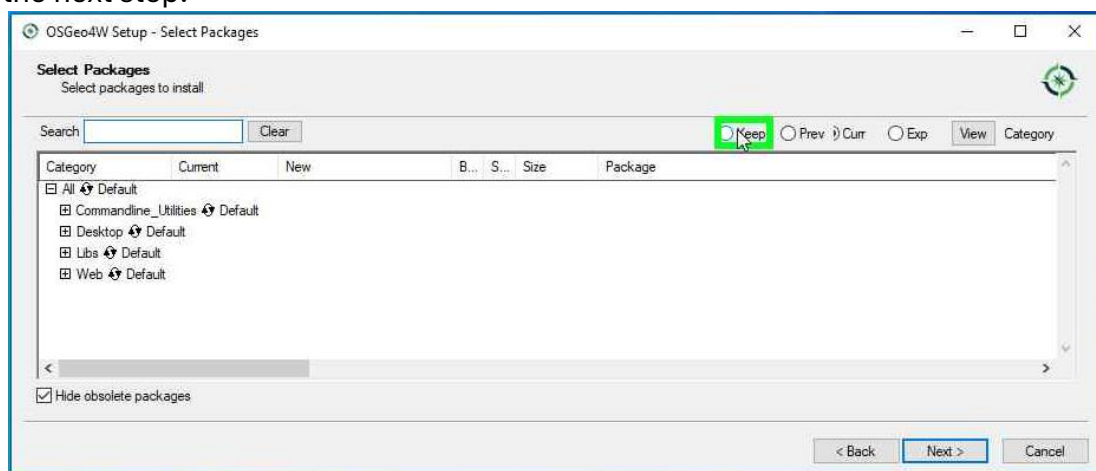 the next step.
OSGeo4W Setup - Select Packages
Select Packages
Select packages to install
Search Clear Keep Prev Curr Exp View Category
Category Current New B... S... Size Package
All Default
Commandline_Utilities Default
Desktop Default
Libs Default
Web Default
Hide obsolete packages
< Back Next > Cancel